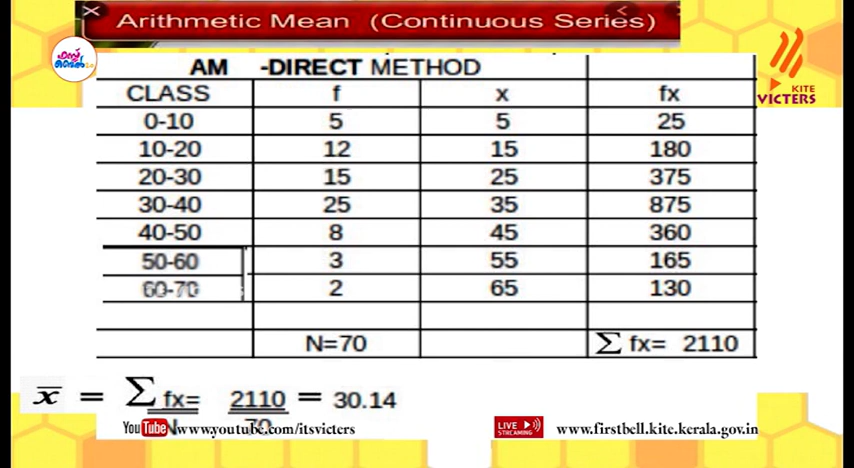 Arithmetic Mean (Continuous Series)
AM -DIRECT METHOD
CLASS f x fx
0-10 5 5 25
10-20 12 15 180
20-30 15 25 375
30-40 25 35 875
40-50 8 45 360
50-60 3 55 165
60-70 2 65 130
N=70 ∑ fx= 2110
x̅ = ∑ fx= 2110 = 30.14
N 70
KITE
VICTERS
YouTube www.youtube.com/itsvicters
LIVE STREAMING www.firstbell.kite.kerala.gov.in